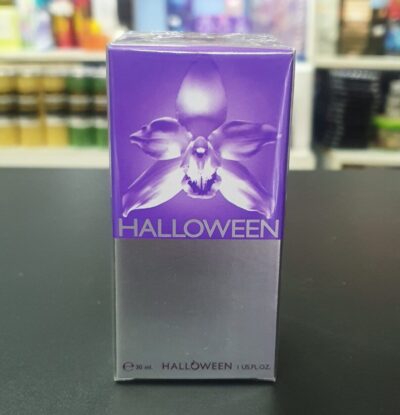 HALLOWEEN
℮ 30 ml. HALLOWEEN 1 US.FL.OZ.